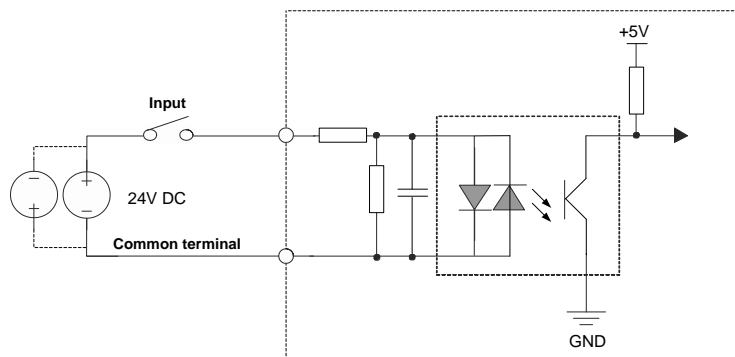 +5V
Input
24V DC
Common terminal
GND